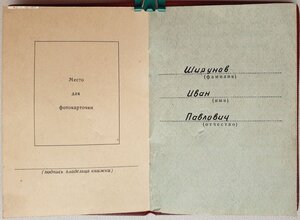 Место
для
фотокарточки
(подпись владельца книжки)
Ширунов
(фамилия)
Иван
(имя)
Павлович
(отчество)